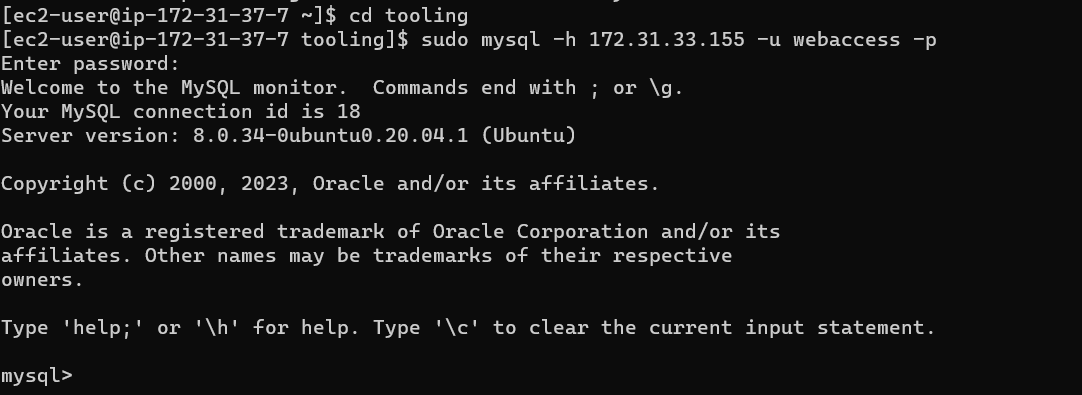 [ec2-user@ip-172-31-37-7 ~]$ cd tooling
[ec2-user@ip-172-31-37-7 tooling]$ sudo mysql -h 172.31.33.155 -u webaccess -p
Enter password:
Welcome to the MySQL monitor.  Commands end with ; or \g.
Your MySQL connection id is 18
Server version: 8.0.34-0ubuntu0.20.04.1 (Ubuntu)
Copyright (c) 2000, 2023, Oracle and/or its affiliates.
Oracle is a registered trademark of Oracle Corporation and/or its
affiliates. Other names may be trademarks of their respective
owners.
Type 'help;' or '\h' for help. Type '\c' to clear the current input statement.
mysql>